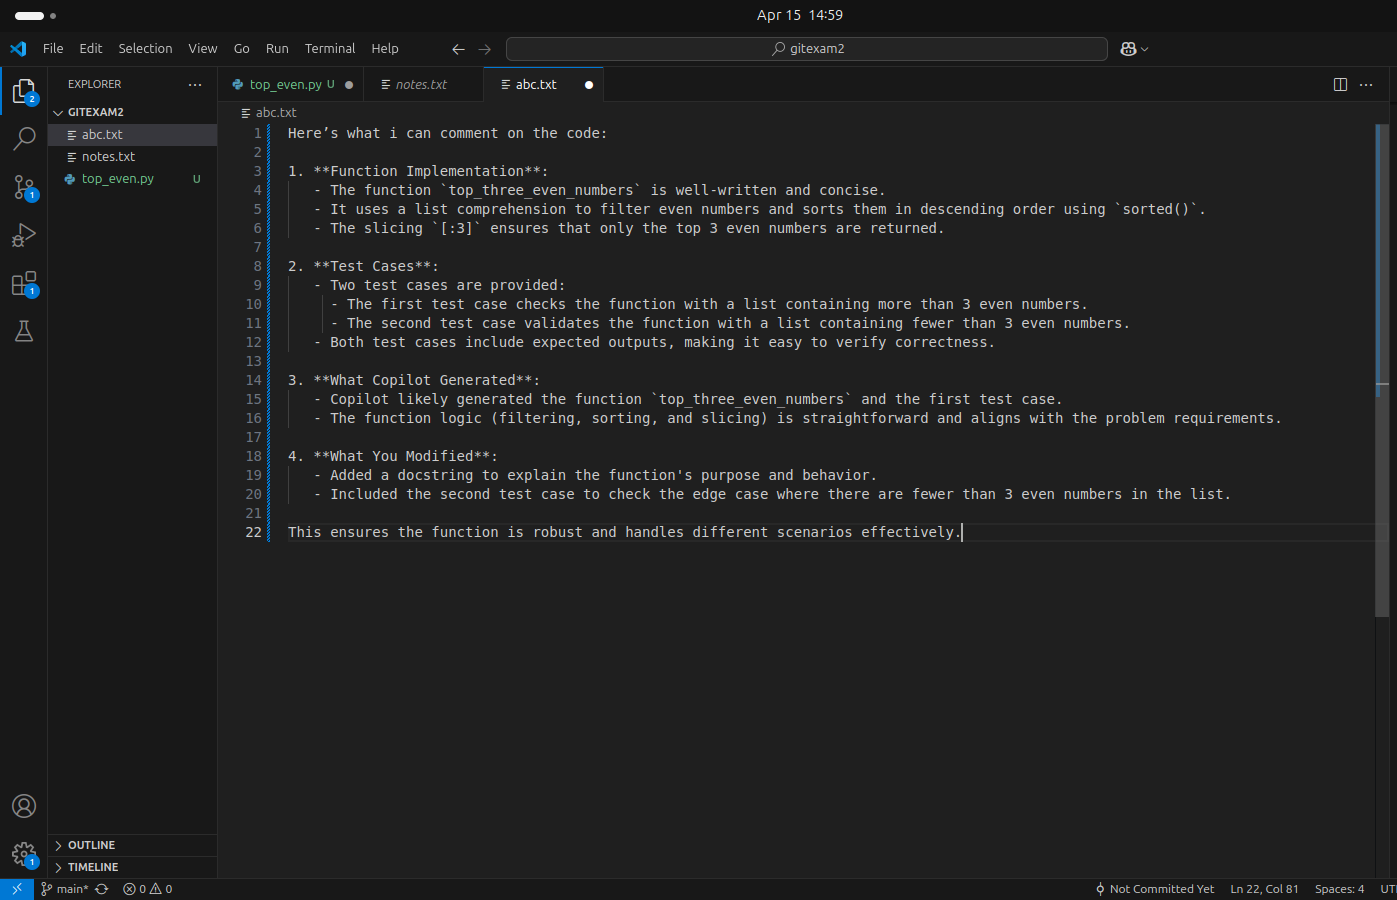 Apr 15 14:59
File Edit Selection View Go Run Terminal Help
gitexam2
EXPLORER
top_even.py U
notes.txt
abc.txt
2
GITEXAM2
abc.txt
abc.txt
notes.txt
top_even.py U
1
1
1 Here’s what i can comment on the code:
2
3 1. **Function Implementation**:
4 - The function `top_three_even_numbers` is well-written and concise.
5 - It uses a list comprehension to filter even numbers and sorts them in descending order using `sorted()`.
6 - The slicing `[:3]` ensures that only the top 3 even numbers are returned.
7
8 2. **Test Cases**:
9 - Two test cases are provided:
10 - The first test case checks the function with a list containing more than 3 even numbers.
11 - The second test case validates the function with a list containing fewer than 3 even numbers.
12 - Both test cases include expected outputs, making it easy to verify correctness.
13
14 3. **What Copilot Generated**:
15 - Copilot likely generated the function `top_three_even_numbers` and the first test case.
16 - The function logic (filtering, sorting, and slicing) is straightforward and aligns with the problem requirements.
17
18 4. **What You Modified**:
19 - Added a docstring to explain the function's purpose and behavior.
20 - Included the second test case to check the edge case where there are fewer than 3 even numbers in the list.
21
22 This ensures the function is robust and handles different scenarios effectively.
OUTLINE
1
TIMELINE
main* 0 0 Not Committed Yet Ln 22, Col 81 Spaces: 4 UT